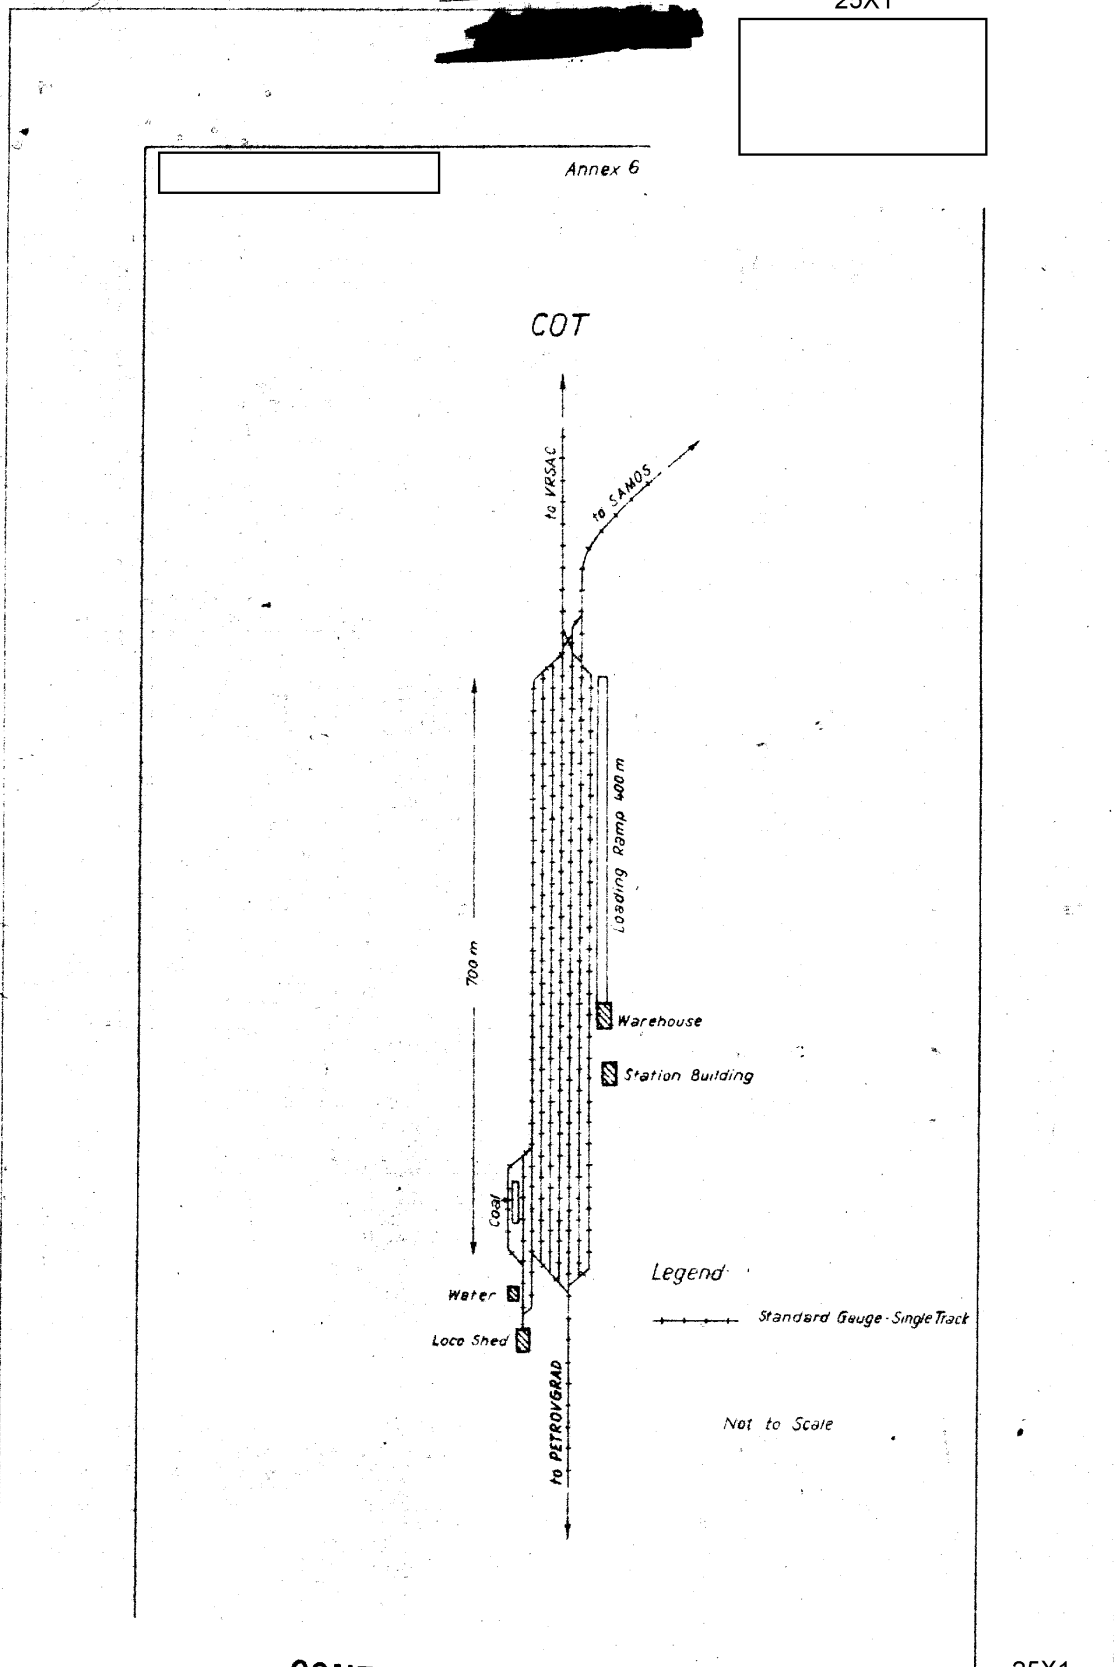 25X1
Annex 6
COT
to VRSAC
to SAMOS
Loading Ramp 400 m
700 m
Warehouse
Station Building
Coal
Water
Loco Shed
Legend
Standard Gauge - Single Track
to PETROVGRAD
Not to Scale
25X1